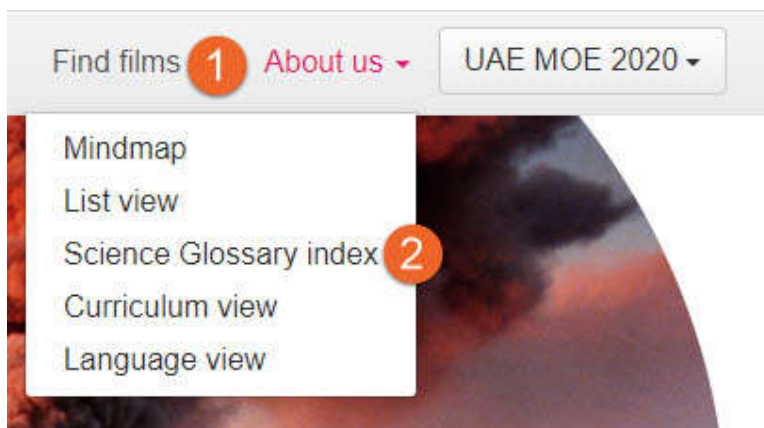 Find films 1 About us UAE MOE 2020
Mindmap
List view
Science Glossary index 2
Curriculum view
Language view